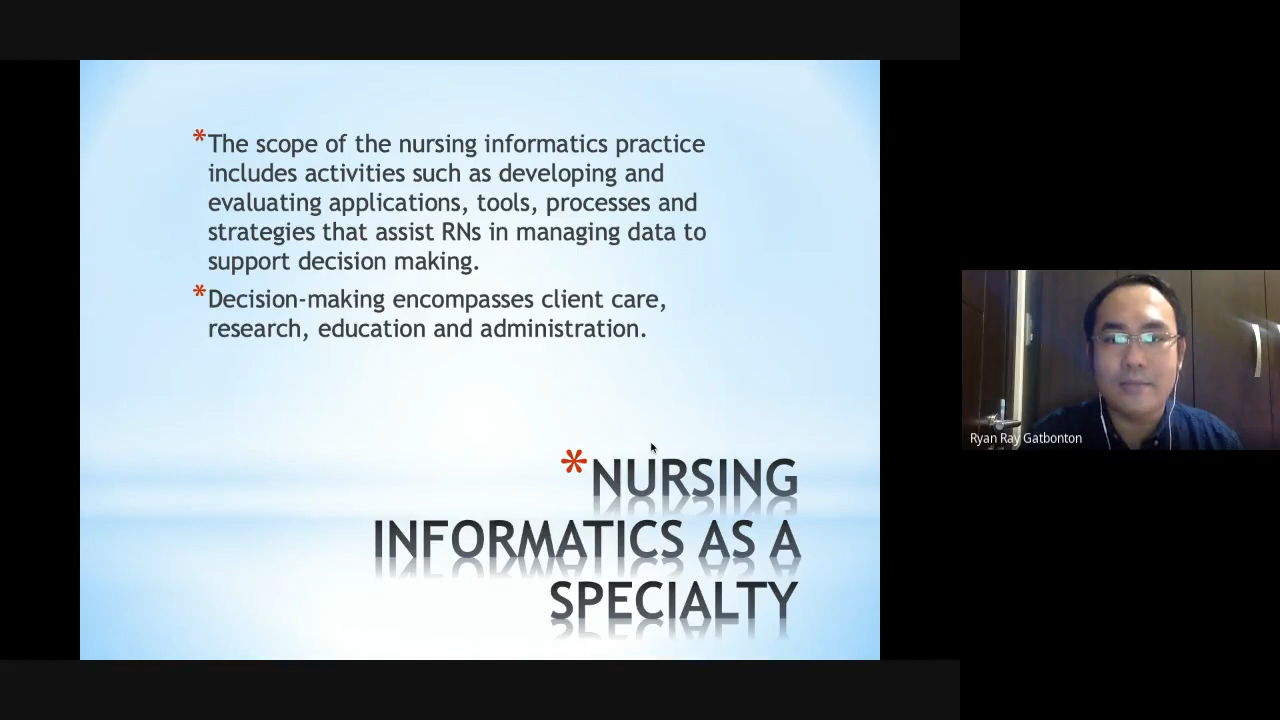 *The scope of the nursing informatics practice
includes activities such as developing and
evaluating applications, tools, processes and
strategies that assist RNs in managing data to
support decision making.
*Decision-making encompasses client care,
research, education and administration.
*NURSING
INFORMATICS AS A
SPECIALTY
Ryan Ray Gatbonton